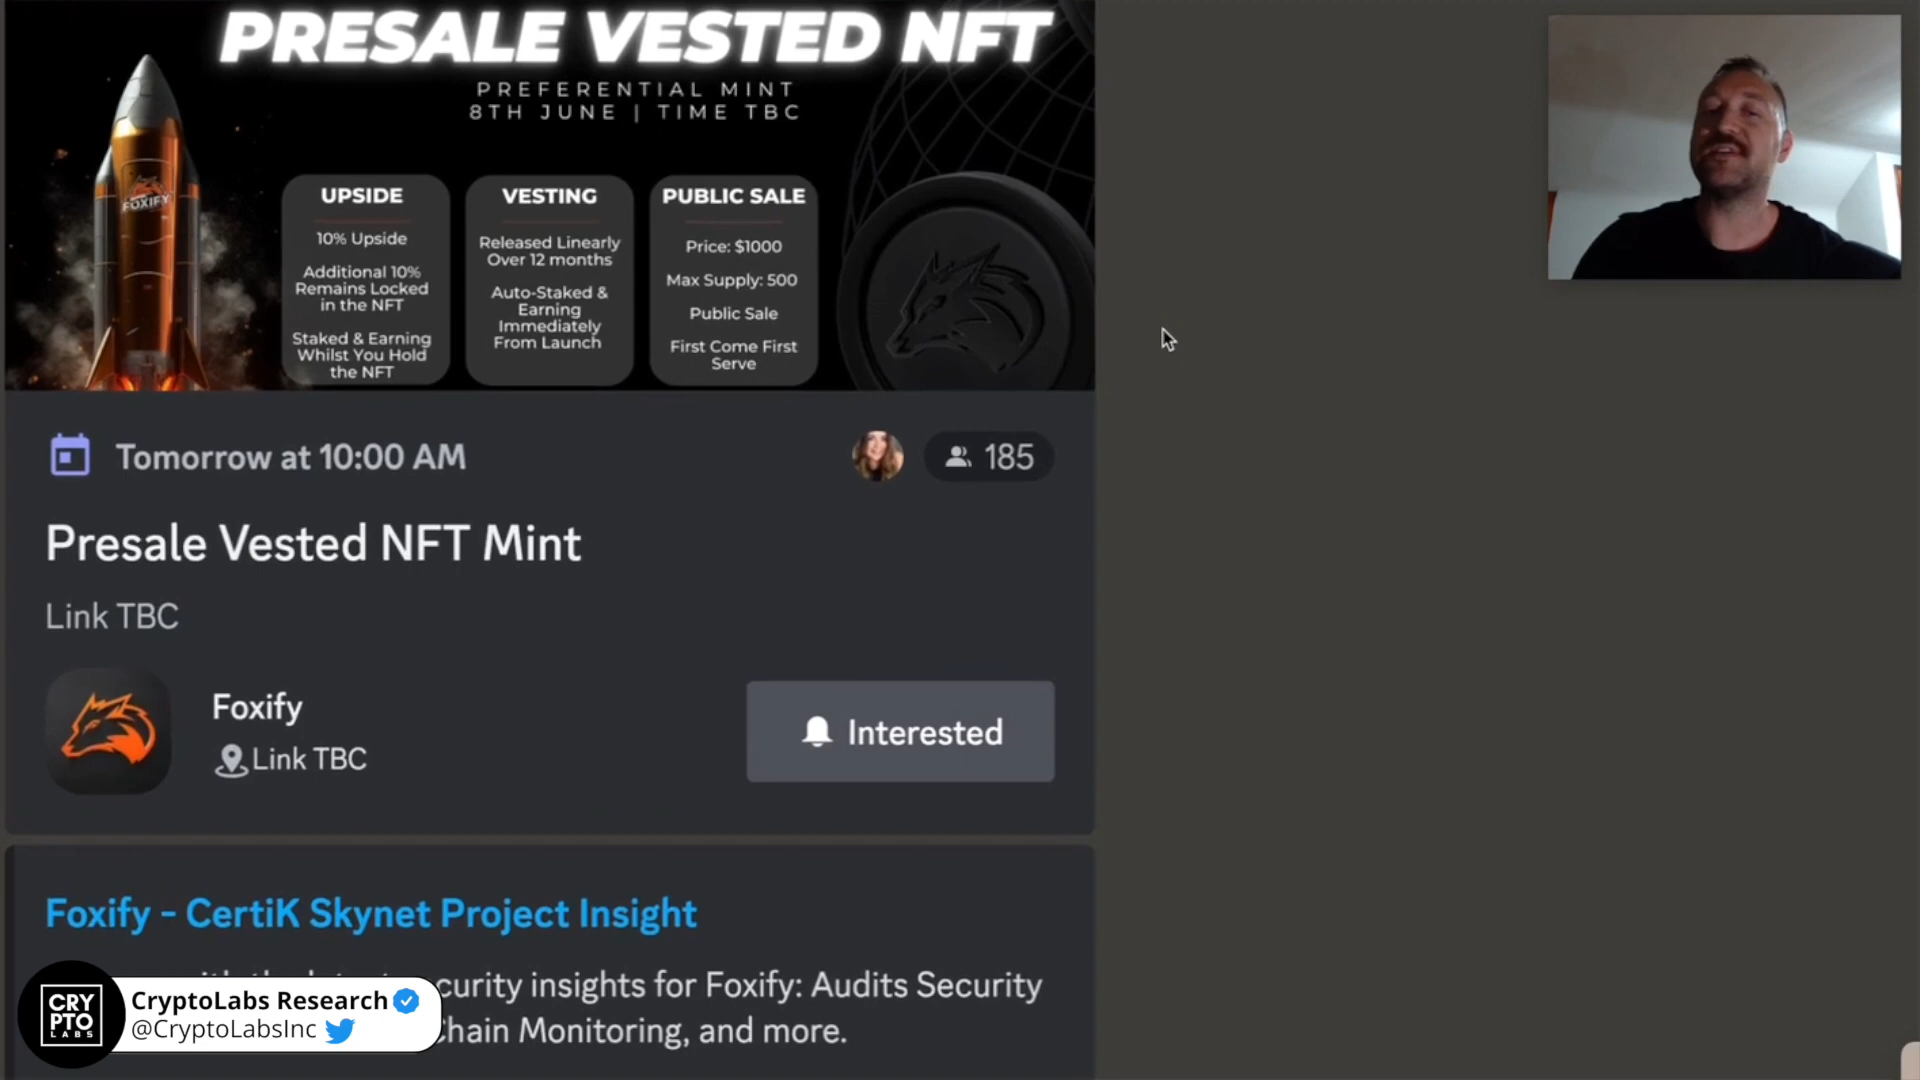 PRESALE VESTED NFT
PREFERENTIAL MINT
8TH JUNE | TIME TBC
FOXIFY
UPSIDE
10% Upside
Additional 10%
Remains Locked
in the NFT
Staked & Earning
Whilst You Hold
the NFT
VESTING
Released Linearly
Over 12 months
Auto-Staked &
Earning
Immediately
From Launch
PUBLIC SALE
Price: $1000
Max Supply: 500
Public Sale
First Come First
Serve
Tomorrow at 10:00 AM
185
Presale Vested NFT Mint
Link TBC
Foxify
Link TBC
Interested
Foxify - CertiK Skynet Project Insight
curity insights for Foxify: Audits Security
Chain Monitoring, and more.
CRY
PTO
LABS
CryptoLabs Research
@CryptoLabsInc